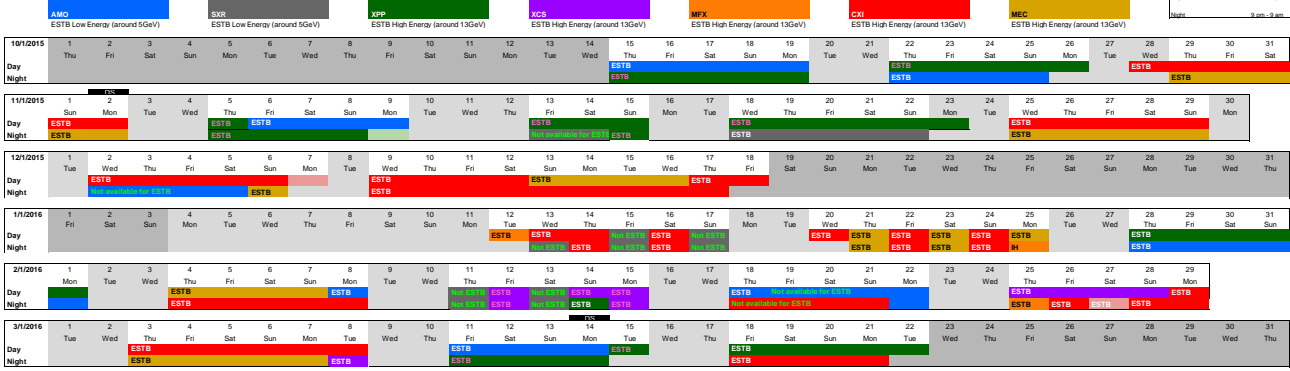 AMO SXR XPP XCS MFX CXI MEC
ESTB Low Energy (around 5GeV) ESTB Low Energy (around 5GeV) ESTB High Energy (around 13GeV) ESTB High Energy (around 13GeV) ESTB High Energy (around 13GeV) ESTB High Energy (around 13GeV) ESTB High Energy (around 13GeV) Night 9 pm - 9 am
10/1/2015 1 2 3 4 5 6 7 8 9 10 11 12 13 14 15 16 17 18 19 20 21 22 23 24 25 26 27 28 29 30 31
Thu Fri Sat Sun Mon Tue Wed Thu Fri Sat Sun Mon Tue Wed Thu Fri Sat Sun Mon Tue Wed Thu Fri Sat Sun Mon Tue Wed Thu Fri Sat
Day ESTB ESTB ESTB
Night ESTB ESTB ESTB
DS
11/1/2015 1 2 3 4 5 6 7 8 9 10 11 12 13 14 15 16 17 18 19 20 21 22 23 24 25 26 27 28 29 30
Sun Mon Tue Wed Thu Fri Sat Sun Mon Tue Wed Thu Fri Sat Sun Mon Tue Wed Thu Fri Sat Sun Mon Tue Wed Thu Fri Sat Sun Mon
Day ESTB ESTB ESTB ESTB ESTB ESTB
Night ESTB ESTB Not available for ESTB ESTB ESTB ESTB
12/1/2015 1 2 3 4 5 6 7 8 9 10 11 12 13 14 15 16 17 18 19 20 21 22 23 24 25 26 27 28 29 30 31
Tue Wed Thu Fri Sat Sun Mon Tue Wed Thu Fri Sat Sun Mon Tue Wed Thu Fri Sat Sun Mon Tue Wed Thu Fri Sat Sun Mon Tue Wed Thu
Day ESTB ESTB ESTB ESTB
Night Not available for ESTB ESTB ESTB
1/1/2016 1 2 3 4 5 6 7 8 9 10 11 12 13 14 15 16 17 18 19 20 21 22 23 24 25 26 27 28 29 30 31
Fri Sat Sun Mon Tue Wed Thu Fri Sat Sun Mon Tue Wed Thu Fri Sat Sun Mon Tue Wed Thu Fri Sat Sun Mon Tue Wed Thu Fri Sat Sun
Day ESTB ESTB Not ESTB ESTB Not ESTB ESTB ESTB ESTB ESTB ESTB ESTB ESTB
Night Not ESTB ESTB Not ESTB ESTB Not ESTB ESTB ESTB ESTB ESTB IH ESTB
2/1/2016 1 2 3 4 5 6 7 8 9 10 11 12 13 14 15 16 17 18 19 20 21 22 23 24 25 26 27 28 29
Mon Tue Wed Thu Fri Sat Sun Mon Tue Wed Thu Fri Sat Sun Mon Tue Wed Thu Fri Sat Sun Mon Tue Wed Thu Fri Sat Sun Mon
Day ESTB ESTB Not ESTB ESTB Not ESTB ESTB ESTB ESTB Not available for ESTB ESTB ESTB
Night ESTB Not ESTB ESTB Not ESTB ESTB ESTB Not available for ESTB ESTB ESTB ESTB ESTB
DS
3/1/2016 1 2 3 4 5 6 7 8 9 10 11 12 13 14 15 16 17 18 19 20 21 22 23 24 25 26 27 28 29 30 31
Tue Wed Thu Fri Sat Sun Mon Tue Wed Thu Fri Sat Sun Mon Tue Wed Thu Fri Sat Sun Mon Tue Wed Thu Fri Sat Sun Mon Tue Wed Thu
Day ESTB ESTB ESTB ESTB
Night ESTB ESTB ESTB ESTB